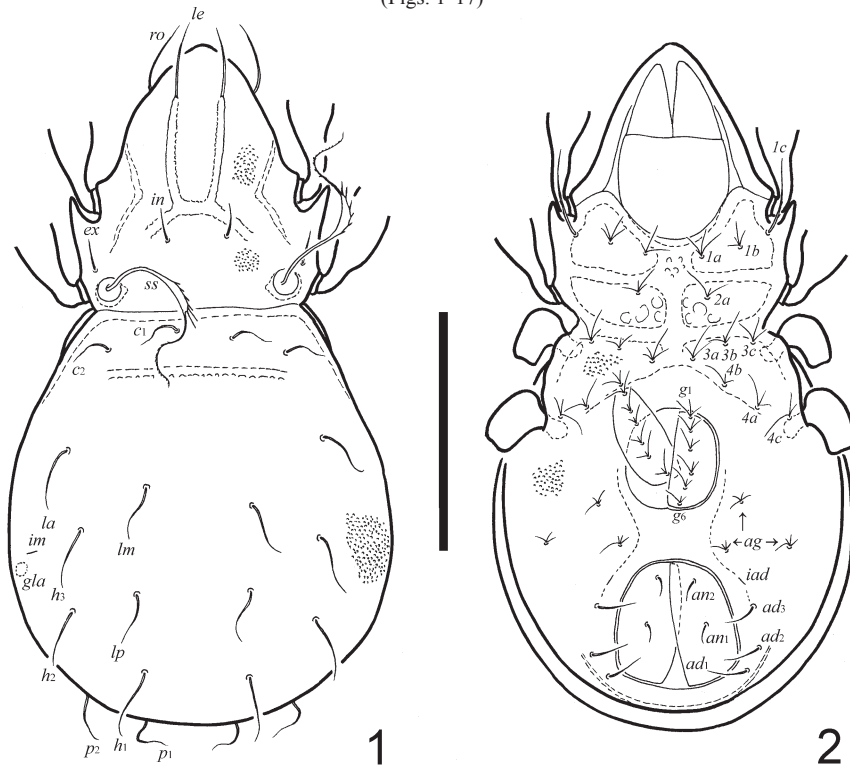 (Figs. 1–17)
le
ro
in
ex
ss
c1
c2
la
im
lm
gla
h3
lp
h2
p2
h1
p1
1
1c
1a
1b
2a
3a
3b
3c
4b
g1
4a
4c
g6
ag
iad
an2
ad3
an1
ad2
ad1
2